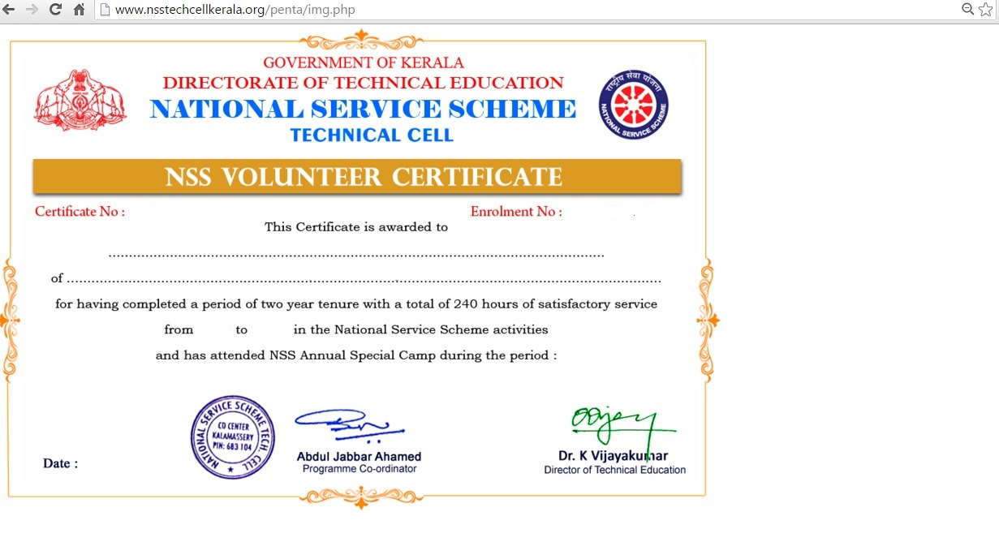 www.nsstechcellkerala.org/penta/img.php
GOVERNMENT OF KERALA
DIRECTORATE OF TECHNICAL EDUCATION
NATIONAL SERVICE SCHEME
TECHNICAL CELL
राष्ट्रीय सेवा योजना
NATIONAL SERVICE SCHEME
NSS VOLUNTEER CERTIFICATE
Certificate No :
Enrolment No :
This Certificate is awarded to
of
for having completed a period of two year tenure with a total of 240 hours of satisfactory service
from to in the National Service Scheme activities
and has attended NSS Annual Special Camp during the period :
Date :
NATIONAL SERVICE SCHEME TECH. CELL
CD CENTER
KALAMASSERY
PIN: 683 104
Abdul Jabbar Ahamed
Programme Co-ordinator
Dr. K Vijayakumar
Director of Technical Education